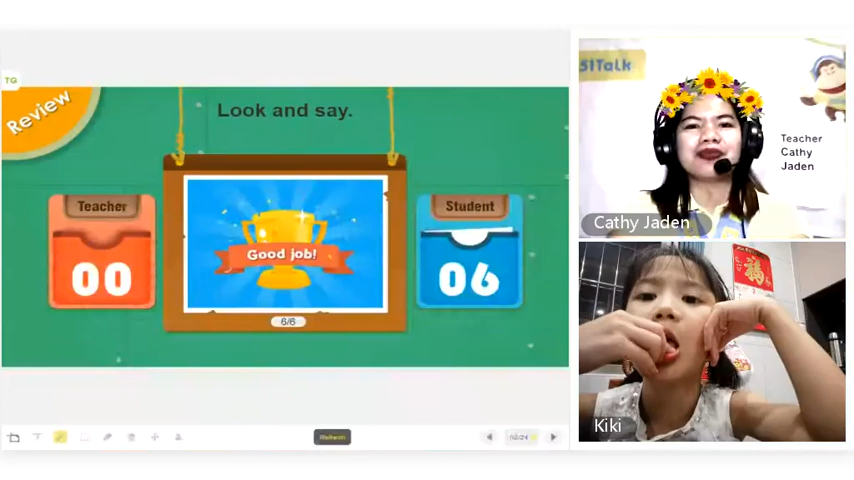 TG
Review
Look and say.
Teacher
00
Good job!
6/6
Student
06
51Talk
Teacher
Cathy
Jaden
Cathy Jaden
福
Kiki